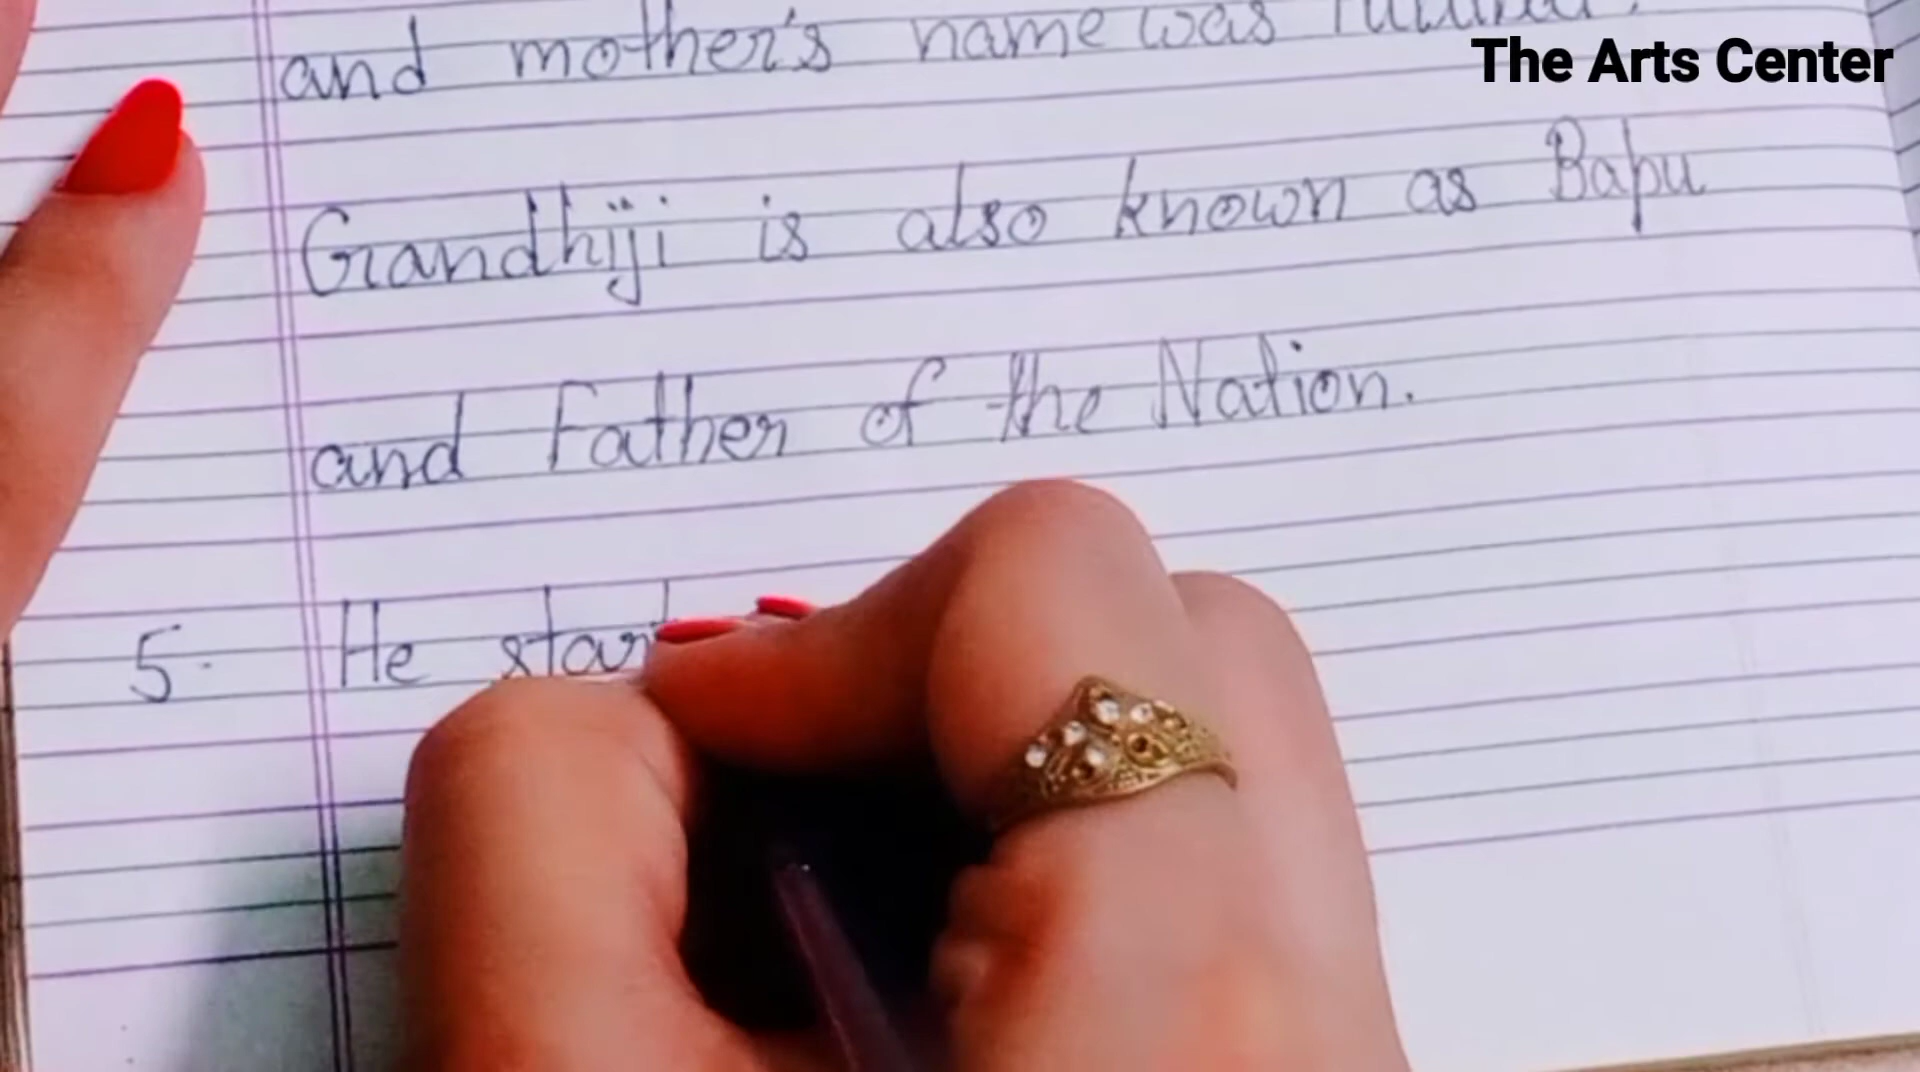 and mother's name was
The Arts Center
Gandhiji is also known as Bapu
and Father of the Nation.
5. He start